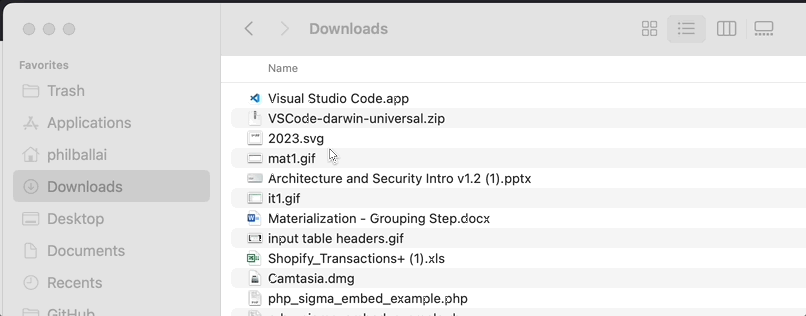 Downloads
Favorites
Trash
Applications
philballai
Downloads
Desktop
Documents
Recents
GitHub
Name
Visual Studio Code.app
VSCode-darwin-universal.zip
2023.svg
mat1.gif
Architecture and Security Intro v1.2 (1).pptx
it1.gif
Materialization - Grouping Step.docx
input table headers.gif
Shopify_Transactions+ (1).xls
Camtasia.dmg
php_sigma_embed_example.php